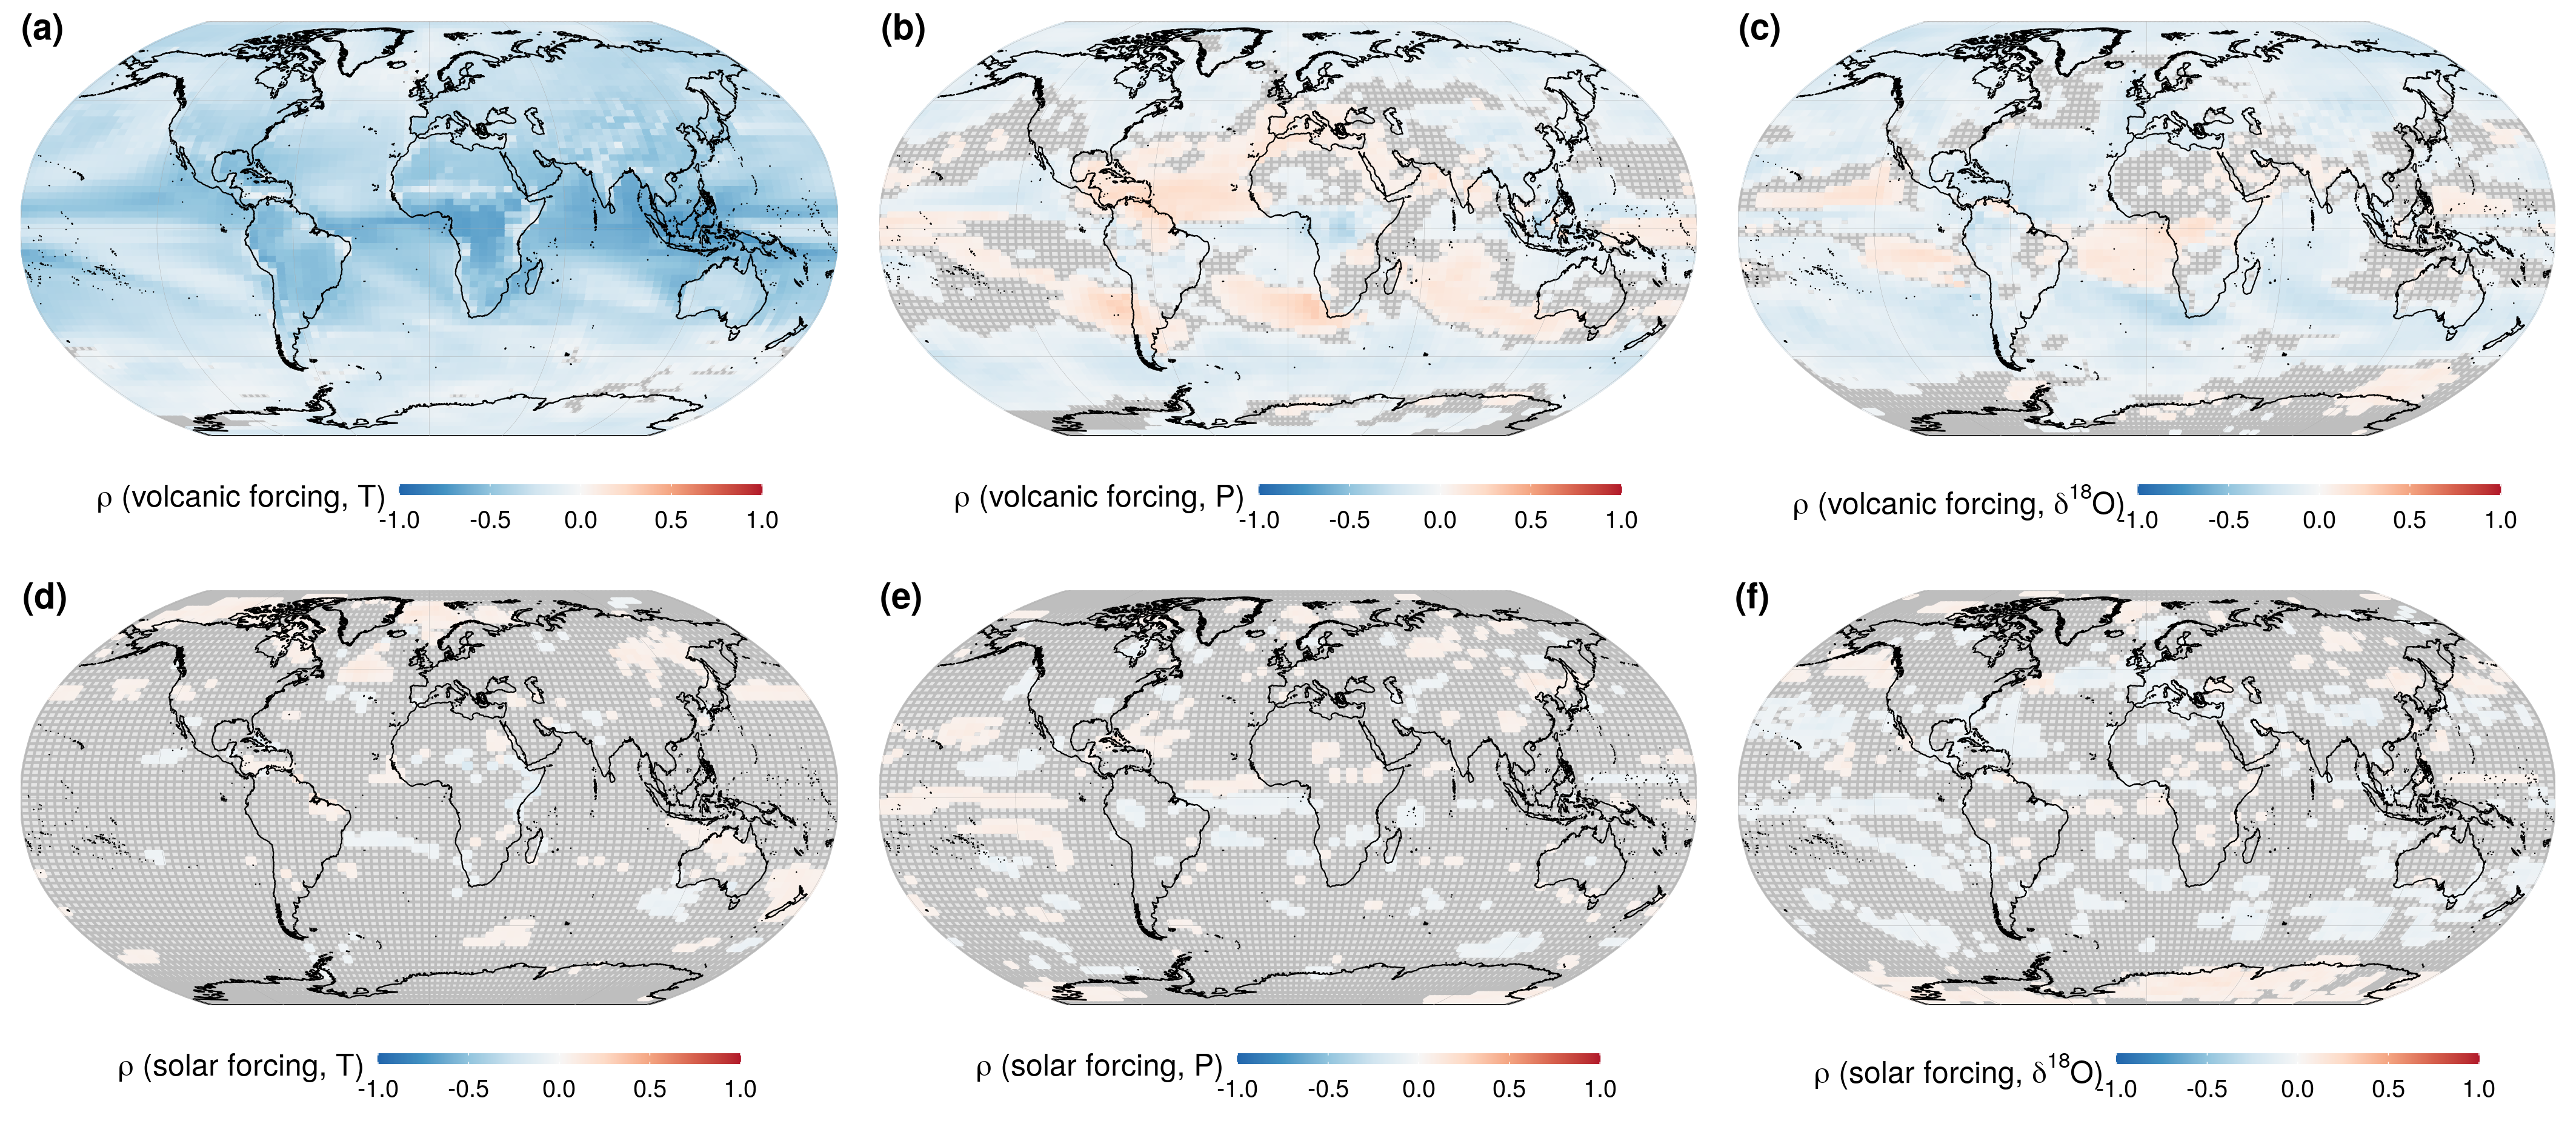 (a) (b) (c)
ρ (volcanic forcing, T) ρ (volcanic forcing, P) ρ (volcanic forcing, δ¹⁸O)
-1.0 -0.5 0.0 0.5 1.0 -1.0 -0.5 0.0 0.5 1.0 -1.0 -0.5 0.0 0.5 1.0
(d) (e) (f)
ρ (solar forcing, T) ρ (solar forcing, P) ρ (solar forcing, δ¹⁸O)
-1.0 -0.5 0.0 0.5 1.0 -1.0 -0.5 0.0 0.5 1.0 -1.0 -0.5 0.0 0.5 1.0